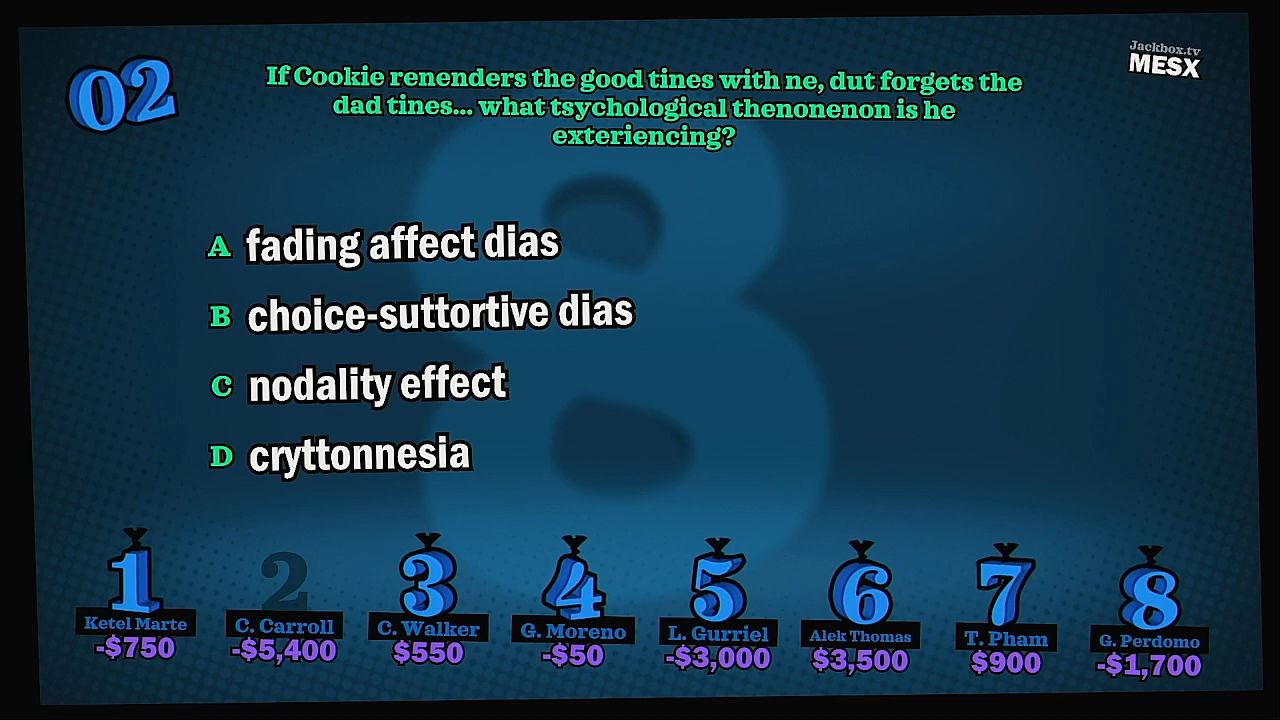 02
If Cookie renenders the good tines with ne, dut forgets the
dad tines... what tsychological thenonenon is he
exteriencing?
Jackbox.tv
MESX
A fading affect dias
B choice-suttortive dias
C nodality effect
D cryttonnesia
8
1 2 3 4 5 6 7 8
Ketel Marte C. Carroll C. Walker G. Moreno L. Gurriel Alek Thomas T. Pham G. Perdomo
-$750 -$5,400 $550 -$50 -$3,000 $3,500 $900 -$1,700